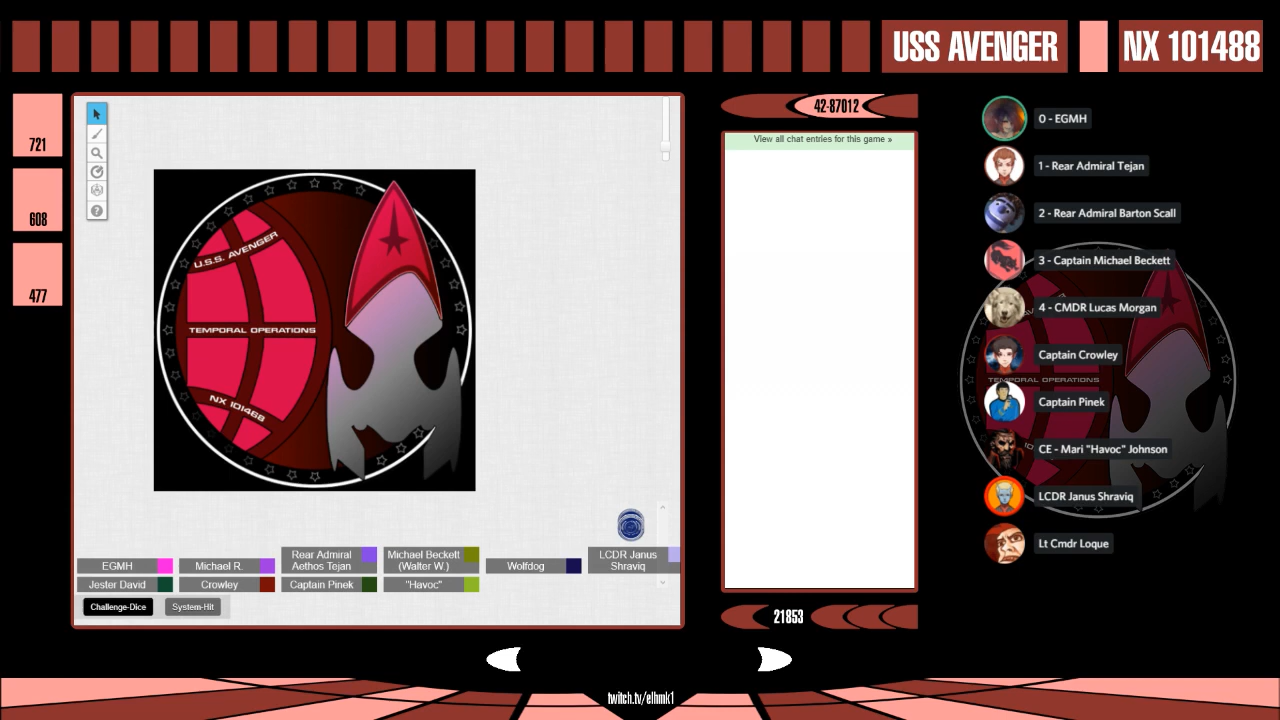 USS AVENGER
NX 101488
721
608
477
U.S.S. AVENGER
TEMPORAL OPERATIONS
NX 101468
42-87012
View all chat entries for this game »
21853
0 - EGMH
1 - Rear Admiral Tejan
2 - Rear Admiral Barton Scall
3 - Captain Michael Beckett
4 - CMDR Lucas Morgan
Captain Crowley
TEMPORAL OPERATIONS
Captain Pinek
CE - Mari "Havoc" Johnson
LCDR Janus Shraviq
Lt Cmdr Loque
EGMH
Michael R.
Rear Admiral
Aethos Tejan
Michael Beckett
(Walter W.)
Wolfdog
LCDR Janus
Shraviq
Jester David
Crowley
Captain Pinek
"Havoc"
Challenge-Dice
System-Hit
twitch.tv/elhmk1